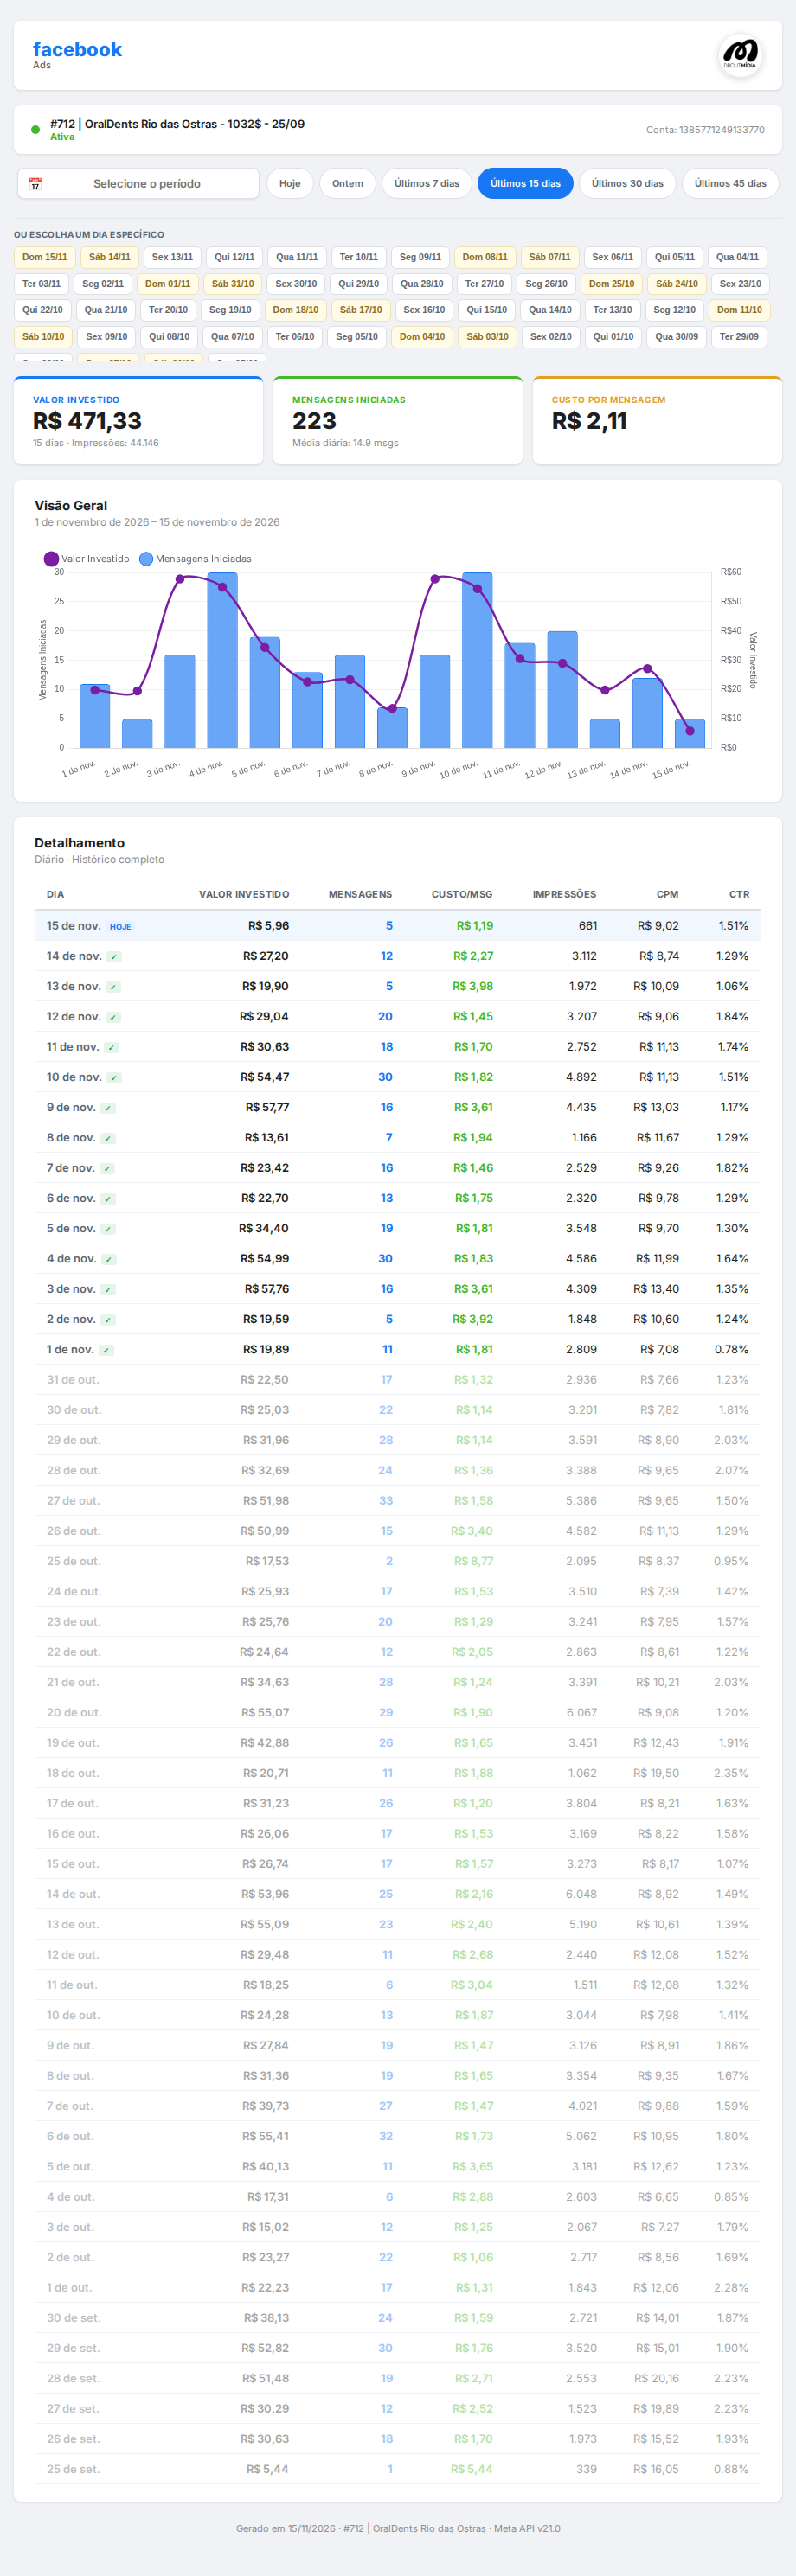 facebook
Ads
DROUTMÍDIA
#712 | OralDents Rio das Ostras - 1032$ - 25/09
Ativa
Conta: 1385771249133770
📅 Selecione o período Hoje Ontem Últimos 7 dias Últimos 15 dias Últimos 30 dias Últimos 45 dias
OU ESCOLHA UM DIA ESPECÍFICO
Dom 15/11 Sáb 14/11 Sex 13/11 Qui 12/11 Qua 11/11 Ter 10/11 Seg 09/11 Dom 08/11 Sáb 07/11 Sex 06/11 Qui 05/11 Qua 04/11
Ter 03/11 Seg 02/11 Dom 01/11 Sáb 31/10 Sex 30/10 Qui 29/10 Qua 28/10 Ter 27/10 Seg 26/10 Dom 25/10 Sáb 24/10 Sex 23/10
Qui 22/10 Qua 21/10 Ter 20/10 Seg 19/10 Dom 18/10 Sáb 17/10 Sex 16/10 Qui 15/10 Qua 14/10 Ter 13/10 Seg 12/10 Dom 11/10
Sáb 10/10 Sex 09/10 Qui 08/10 Qua 07/10 Ter 06/10 Seg 05/10 Dom 04/10 Sáb 03/10 Sex 02/10 Qui 01/10 Qua 30/09 Ter 29/09
VALOR INVESTIDO
R$ 471,33
15 dias · Impressões: 44.146
MENSAGENS INICIADAS
223
Média diária: 14.9 msgs
CUSTO POR MENSAGEM
R$ 2,11
Visão Geral
1 de novembro de 2026 – 15 de novembro de 2026
Valor Investido Mensagens Iniciadas
Mensagens Iniciadas
30
25
20
15
10
5
0
R$60
R$50
R$40
R$30
R$20
R$10
R$0
Valor Investido
1 de nov. 2 de nov. 3 de nov. 4 de nov. 5 de nov. 6 de nov. 7 de nov. 8 de nov. 9 de nov. 10 de nov. 11 de nov. 12 de nov. 13 de nov. 14 de nov. 15 de nov.
Detalhamento
Diário · Histórico completo
DIA VALOR INVESTIDO MENSAGENS CUSTO/MSG IMPRESSÕES CPM CTR
15 de nov. HOJE R$ 5,96 5 R$ 1,19 661 R$ 9,02 1.51%
14 de nov. ✓ R$ 27,20 12 R$ 2,27 3.112 R$ 8,74 1.29%
13 de nov. ✓ R$ 19,90 5 R$ 3,98 1.972 R$ 10,09 1.06%
12 de nov. ✓ R$ 29,04 20 R$ 1,45 3.207 R$ 9,06 1.84%
11 de nov. ✓ R$ 30,63 18 R$ 1,70 2.752 R$ 11,13 1.74%
10 de nov. ✓ R$ 54,47 30 R$ 1,82 4.892 R$ 11,13 1.51%
9 de nov. ✓ R$ 57,77 16 R$ 3,61 4.435 R$ 13,03 1.17%
8 de nov. ✓ R$ 13,61 7 R$ 1,94 1.166 R$ 11,67 1.29%
7 de nov. ✓ R$ 23,42 16 R$ 1,46 2.529 R$ 9,26 1.82%
6 de nov. ✓ R$ 22,70 13 R$ 1,75 2.320 R$ 9,78 1.29%
5 de nov. ✓ R$ 34,40 19 R$ 1,81 3.548 R$ 9,70 1.30%
4 de nov. ✓ R$ 54,99 30 R$ 1,83 4.586 R$ 11,99 1.64%
3 de nov. ✓ R$ 57,76 16 R$ 3,61 4.309 R$ 13,40 1.35%
2 de nov. ✓ R$ 19,59 5 R$ 3,92 1.848 R$ 10,60 1.24%
1 de nov. ✓ R$ 19,89 11 R$ 1,81 2.809 R$ 7,08 0.78%
31 de out. R$ 22,50 17 R$ 1,32 2.936 R$ 7,66 1.23%
30 de out. R$ 25,03 22 R$ 1,14 3.201 R$ 7,82 1.81%
29 de out. R$ 31,96 28 R$ 1,14 3.591 R$ 8,90 2.03%
28 de out. R$ 32,69 24 R$ 1,36 3.388 R$ 9,65 2.07%
27 de out. R$ 51,98 33 R$ 1,58 5.386 R$ 9,65 1.50%
26 de out. R$ 50,99 15 R$ 3,40 4.582 R$ 11,13 1.29%
25 de out. R$ 17,53 2 R$ 8,77 2.095 R$ 8,37 0.95%
24 de out. R$ 25,93 17 R$ 1,53 3.510 R$ 7,39 1.42%
23 de out. R$ 25,76 20 R$ 1,29 3.241 R$ 7,95 1.57%
22 de out. R$ 24,64 12 R$ 2,05 2.863 R$ 8,61 1.22%
21 de out. R$ 34,63 28 R$ 1,24 3.391 R$ 10,21 2.03%
20 de out. R$ 55,07 29 R$ 1,90 6.067 R$ 9,08 1.20%
19 de out. R$ 42,88 26 R$ 1,65 3.451 R$ 12,43 1.91%
18 de out. R$ 20,71 11 R$ 1,88 1.062 R$ 19,50 2.35%
17 de out. R$ 31,23 26 R$ 1,20 3.804 R$ 8,21 1.63%
16 de out. R$ 26,06 17 R$ 1,53 3.169 R$ 8,22 1.58%
15 de out. R$ 26,74 17 R$ 1,57 3.273 R$ 8,17 1.07%
14 de out. R$ 53,96 25 R$ 2,16 6.048 R$ 8,92 1.49%
13 de out. R$ 55,09 23 R$ 2,40 5.190 R$ 10,61 1.39%
12 de out. R$ 29,48 11 R$ 2,68 2.440 R$ 12,08 1.52%
11 de out. R$ 18,25 6 R$ 3,04 1.511 R$ 12,08 1.32%
10 de out. R$ 24,28 13 R$ 1,87 3.044 R$ 7,98 1.41%
9 de out. R$ 27,84 19 R$ 1,47 3.126 R$ 8,91 1.86%
8 de out. R$ 31,36 19 R$ 1,65 3.354 R$ 9,35 1.67%
7 de out. R$ 39,73 27 R$ 1,47 4.021 R$ 9,88 1.59%
6 de out. R$ 55,41 32 R$ 1,73 5.062 R$ 10,95 1.80%
5 de out. R$ 40,13 11 R$ 3,65 3.181 R$ 12,62 1.23%
4 de out. R$ 17,31 6 R$ 2,88 2.603 R$ 6,65 0.85%
3 de out. R$ 15,02 12 R$ 1,25 2.067 R$ 7,27 1.79%
2 de out. R$ 23,27 22 R$ 1,06 2.717 R$ 8,56 1.69%
1 de out. R$ 22,23 17 R$ 1,31 1.843 R$ 12,06 2.28%
30 de set. R$ 38,13 24 R$ 1,59 2.721 R$ 14,01 1.87%
29 de set. R$ 52,82 30 R$ 1,76 3.520 R$ 15,01 1.90%
28 de set. R$ 51,48 19 R$ 2,71 2.553 R$ 20,16 2.23%
27 de set. R$ 30,29 12 R$ 2,52 1.523 R$ 19,89 2.23%
26 de set. R$ 30,63 18 R$ 1,70 1.973 R$ 15,52 1.93%
25 de set. R$ 5,44 1 R$ 5,44 339 R$ 16,05 0.88%
Gerado em 15/11/2026 · #712 | OralDents Rio das Ostras · Meta API v21.0